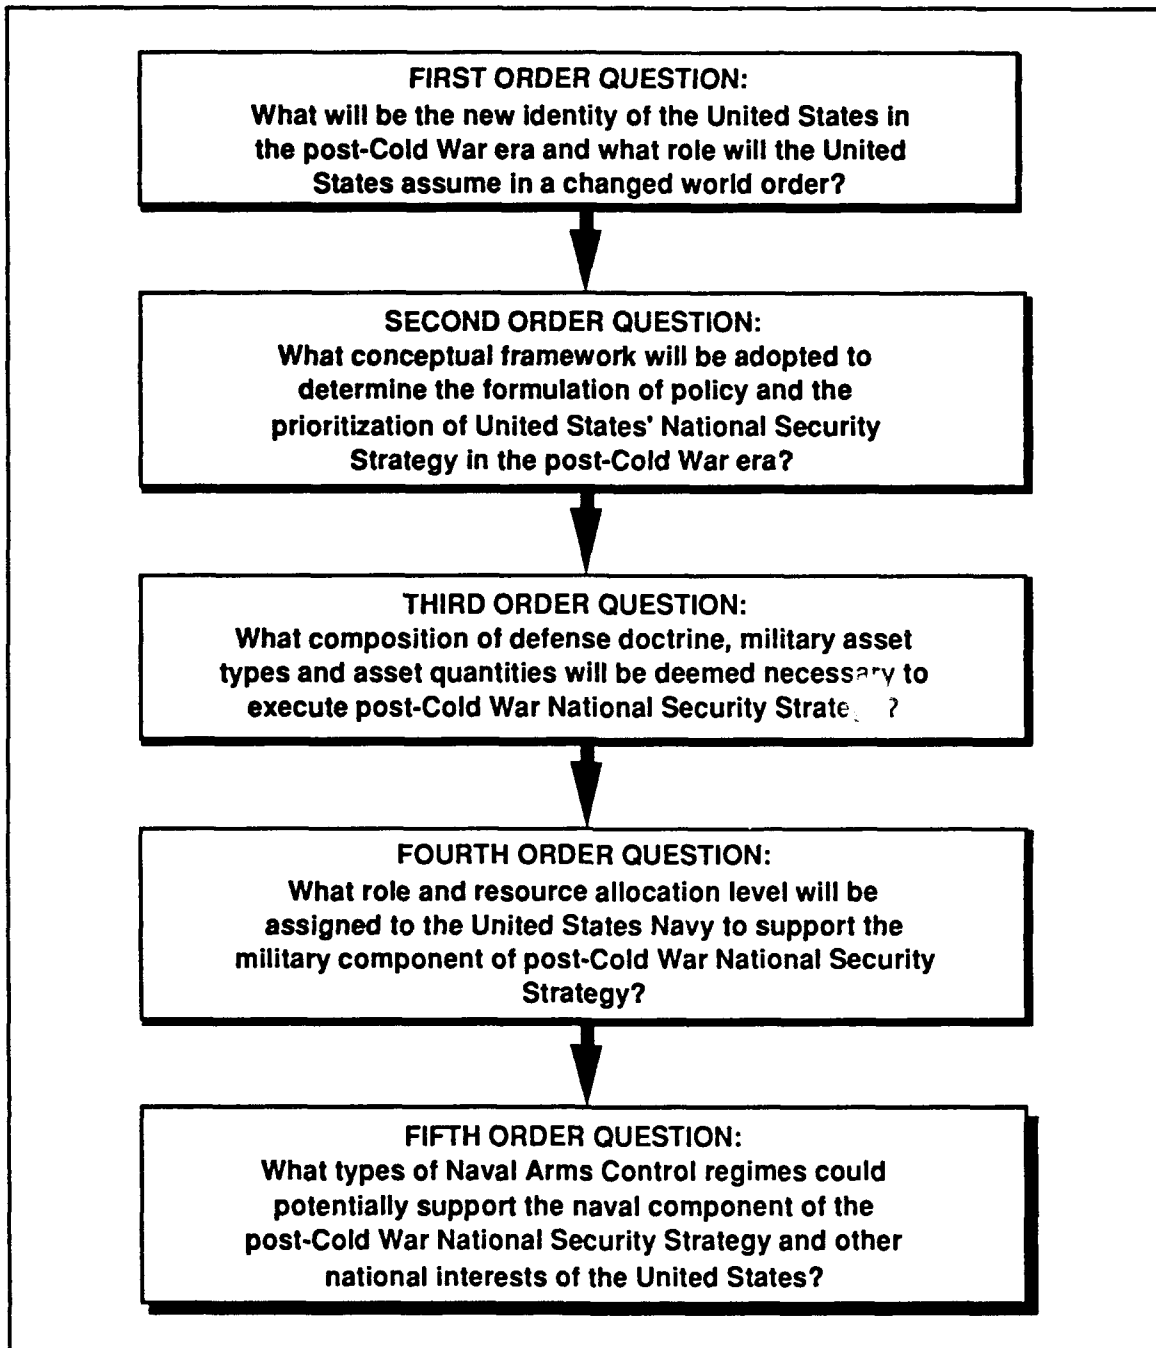 FIRST ORDER QUESTION:
What will be the new identity of the United States in
the post-Cold War era and what role will the United
States assume in a changed world order?
SECOND ORDER QUESTION:
What conceptual framework will be adopted to
determine the formulation of policy and the
prioritization of United States' National Security
Strategy in the post-Cold War era?
THIRD ORDER QUESTION:
What composition of defense doctrine, military asset
types and asset quantities will be deemed necessary to
execute post-Cold War National Security Strate ?
FOURTH ORDER QUESTION:
What role and resource allocation level will be
assigned to the United States Navy to support the
military component of post-Cold War National Security
Strategy?
FIFTH ORDER QUESTION:
What types of Naval Arms Control regimes could
potentially support the naval component of the
post-Cold War National Security Strategy and other
national interests of the United States?